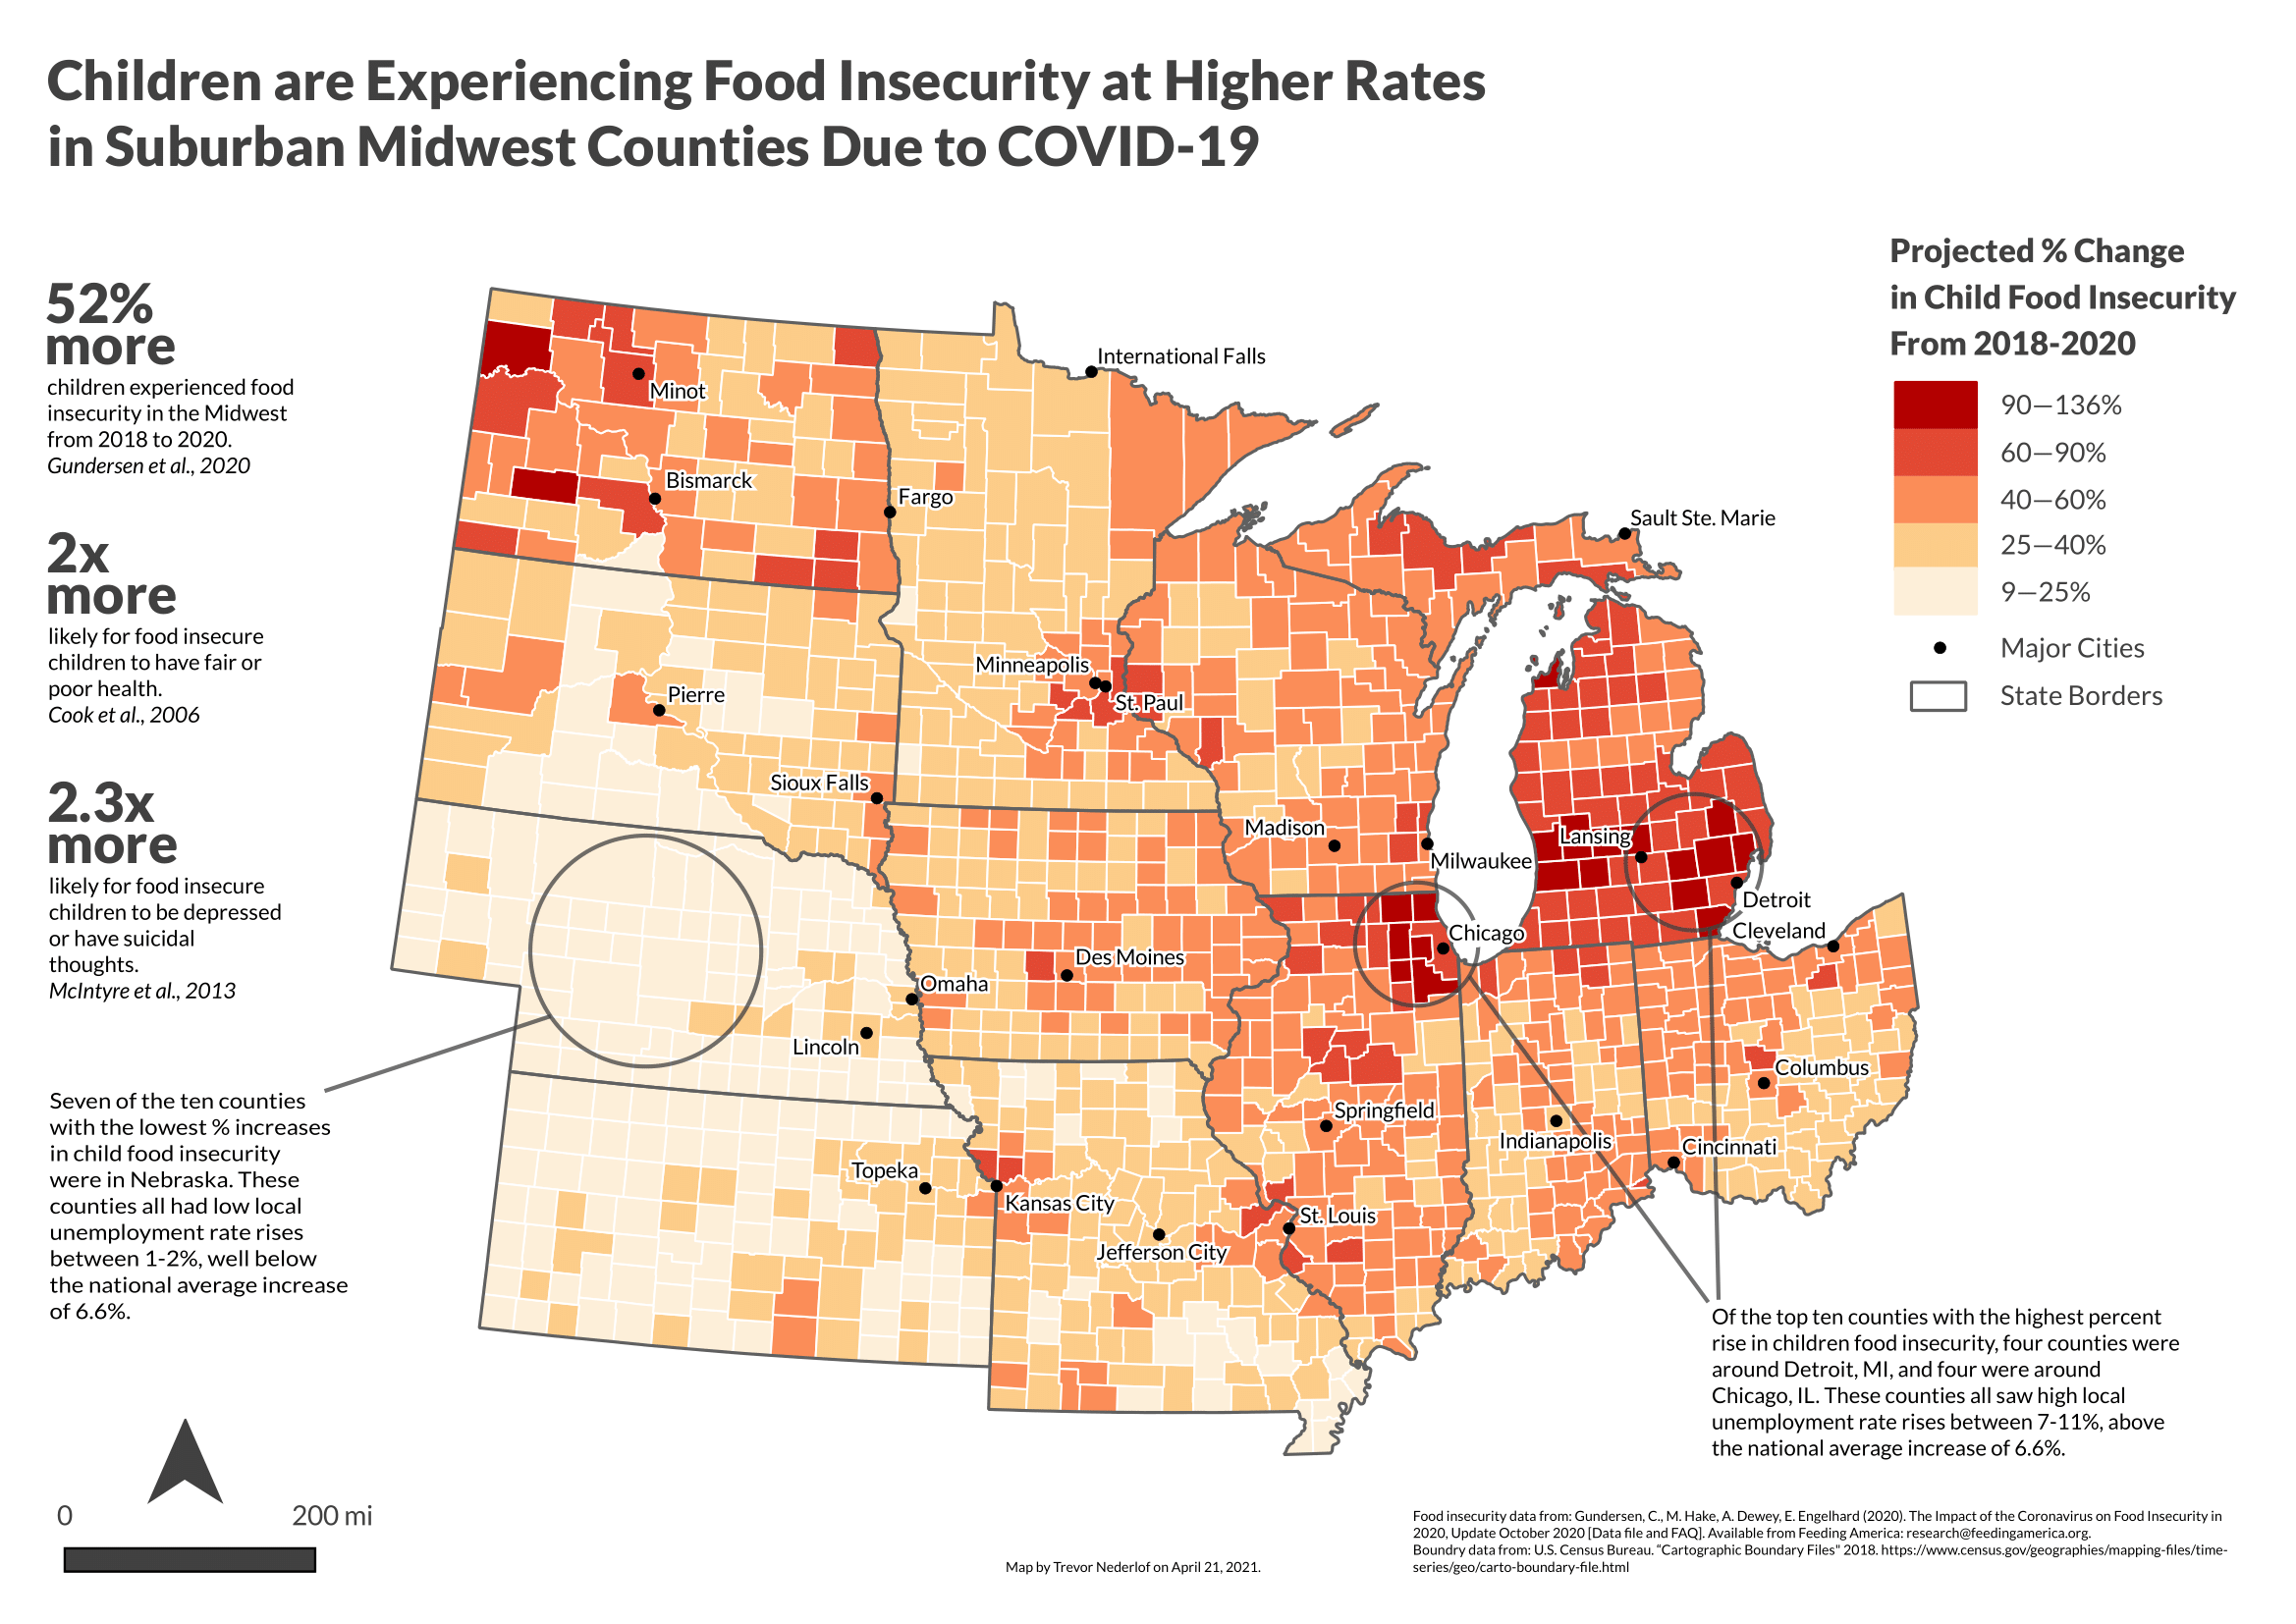 Children are Experiencing Food Insecurity at Higher Rates
in Suburban Midwest Counties Due to COVID-19
52%
more
children experienced food
insecurity in the Midwest
from 2018 to 2020.
Gundersen et al., 2020
2x
more
likely for food insecure
children to have fair or
poor health.
Cook et al., 2006
2.3x
more
likely for food insecure
children to be depressed
or have suicidal
thoughts.
McIntyre et al., 2013
Seven of the ten counties
with the lowest % increases
in child food insecurity
were in Nebraska. These
counties all had low local
unemployment rate rises
between 1-2%, well below
the national average increase
of 6.6%.
Projected % Change
in Child Food Insecurity
From 2018-2020
90—136%
60—90%
40—60%
25—40%
9—25%
Major Cities
State Borders
International Falls
Minot
Bismarck
Fargo
Sault Ste. Marie
Minneapolis
St. Paul
Pierre
Sioux Falls
Madison
Milwaukee
Lansing
Detroit
Cleveland
Chicago
Des Moines
Omaha
Lincoln
Columbus
Springfield
Indianapolis
Cincinnati
Topeka
Kansas City
St. Louis
Jefferson City
Of the top ten counties with the highest percent
rise in children food insecurity, four counties were
around Detroit, MI, and four were around
Chicago, IL. These counties all saw high local
unemployment rate rises between 7-11%, above
the national average increase of 6.6%.
0 200 mi
Map by Trevor Nederlof on April 21, 2021.
Food insecurity data from: Gundersen, C., M. Hake, A. Dewey, E. Engelhard (2020). The Impact of the Coronavirus on Food Insecurity in
2020, Update October 2020 [Data file and FAQ]. Available from Feeding America: research@feedingamerica.org.
Boundry data from: U.S. Census Bureau. “Cartographic Boundary Files” 2018. https://www.census.gov/geographies/mapping-files/time-
series/geo/carto-boundary-file.html